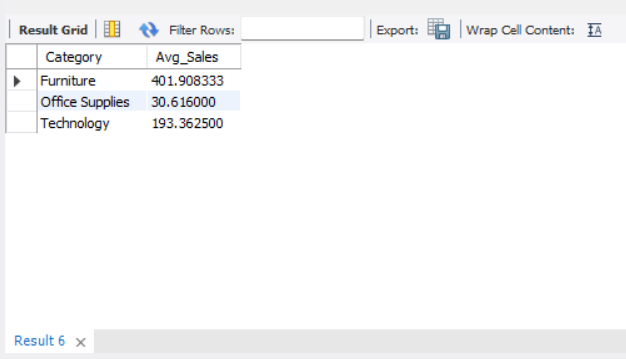 Result Grid Filter Rows: Export: Wrap Cell Content: IA
Category Avg_Sales
Furniture 401.908333
Office Supplies 30.616000
Technology 193.362500
Result 6 ×